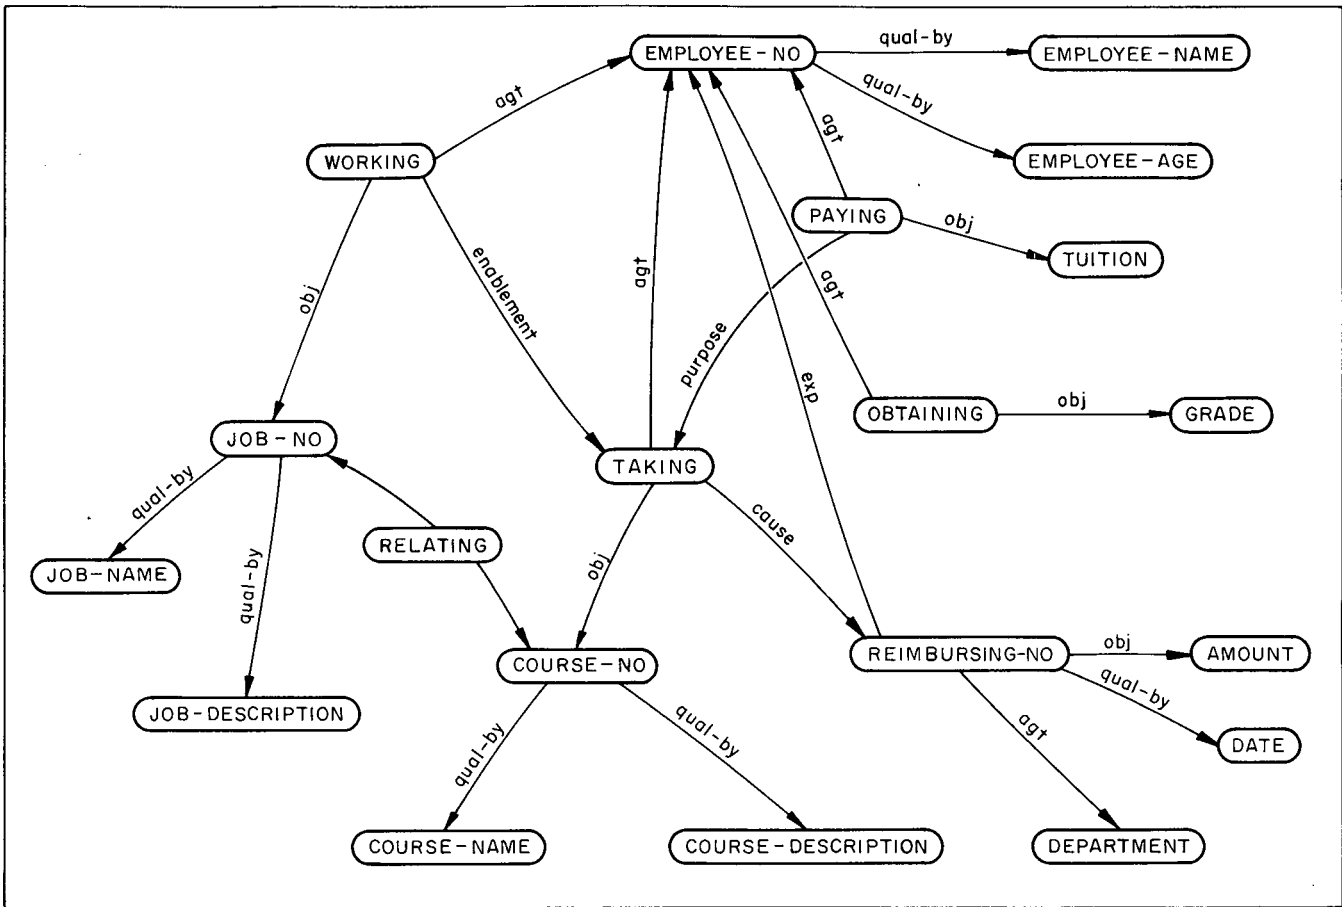 EMPLOYEE-NO
qual-by
EMPLOYEE-NAME
qual-by
agt
agt
WORKING
EMPLOYEE-AGE
PAYING
obj
TUITION
enablement
agt
agt
obj
purpose
exp
OBTAINING
obj
GRADE
JOB-NO
TAKING
qual-by
cause
RELATING
JOB-NAME
qual-by
obj
COURSE-NO
REIMBURSING-NO
obj
AMOUNT
qual-by
JOB-DESCRIPTION
qual-by
qual-by
agt
DATE
COURSE-NAME
COURSE-DESCRIPTION
DEPARTMENT